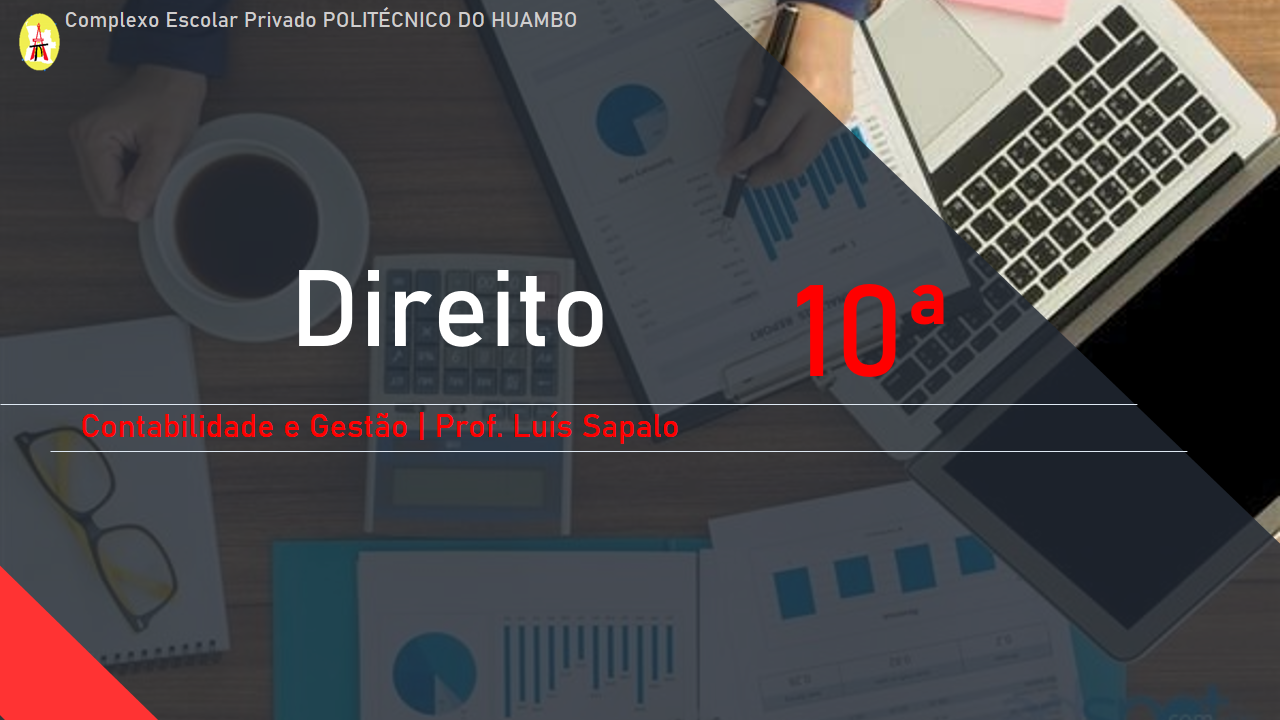 Complexo Escolar Privado POLITÉCNICO DO HUAMBO
Direito
10ª
Contabilidade e Gestão | Prof. Luís Sapalo